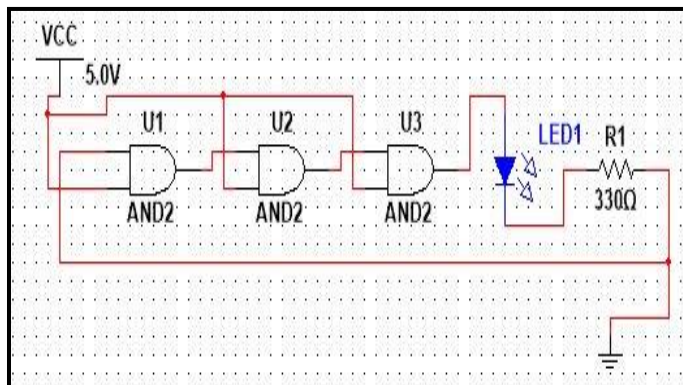 VCC
5.0V
U1
U2
U3
AND2
AND2
AND2
LED1
R1
330Ω